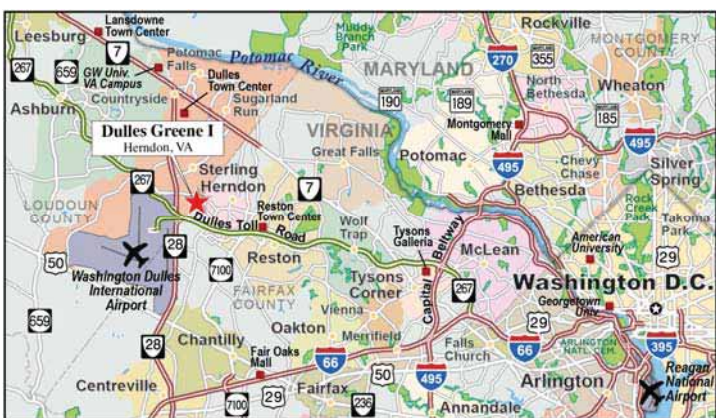 Lansdowne
Town Center
Leesburg
7
Potomac
Falls
267
659
GW Univ.
VA Campus
Ashburn
Countryside
Dulles
Town Center
Sugarland
Run
Potomac River
Muddy
Branch Park
MARYLAND
190
189
Rockville
270
355
North
Bethesda
MONTGOMERY
COUNTY
Wheaton
185
Montgomery
Mall
495
495
Chevy
Chase
Silver
Spring
Bethesda
Rock
Creek
Park
Takoma
Park
Dulles Greene I
Herndon, VA
VIRGINIA
Great Falls
Potomac
Sterling
Herndon
7
267
LOUDOUN
COUNTY
Reston
Town Center
Dulles Toll Road
Wolf
Trap
Tysons
Galleria
Capital Beltway
McLean
American
University
29
50
28
Washington Dulles
International
Airport
7100
Reston
FAIRFAX
COUNTY
Tysons
Corner
267
Washington D.C.
Georgetown
Univ.
659
28
Chantilly
Vienna
Oakton
Merrifield
29
66
ARLINGTON
NATL. CEM.
395
Fair Oaks
Mall
66
Falls
Church
Reagan
National
Airport
Centreville
7100
29
Fairfax
50
236
495
Annandale
Arlington